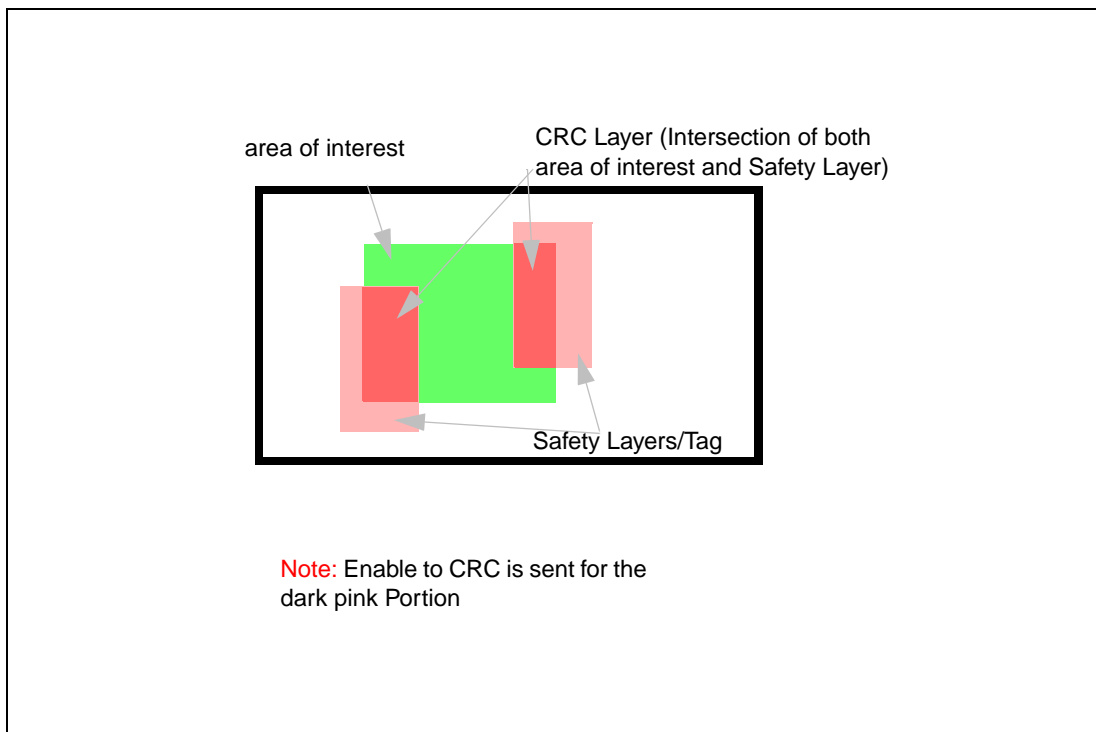 area of interest
CRC Layer (Intersection of both
area of interest and Safety Layer)
Safety Layers/Tag
Note: Enable to CRC is sent for the
dark pink Portion